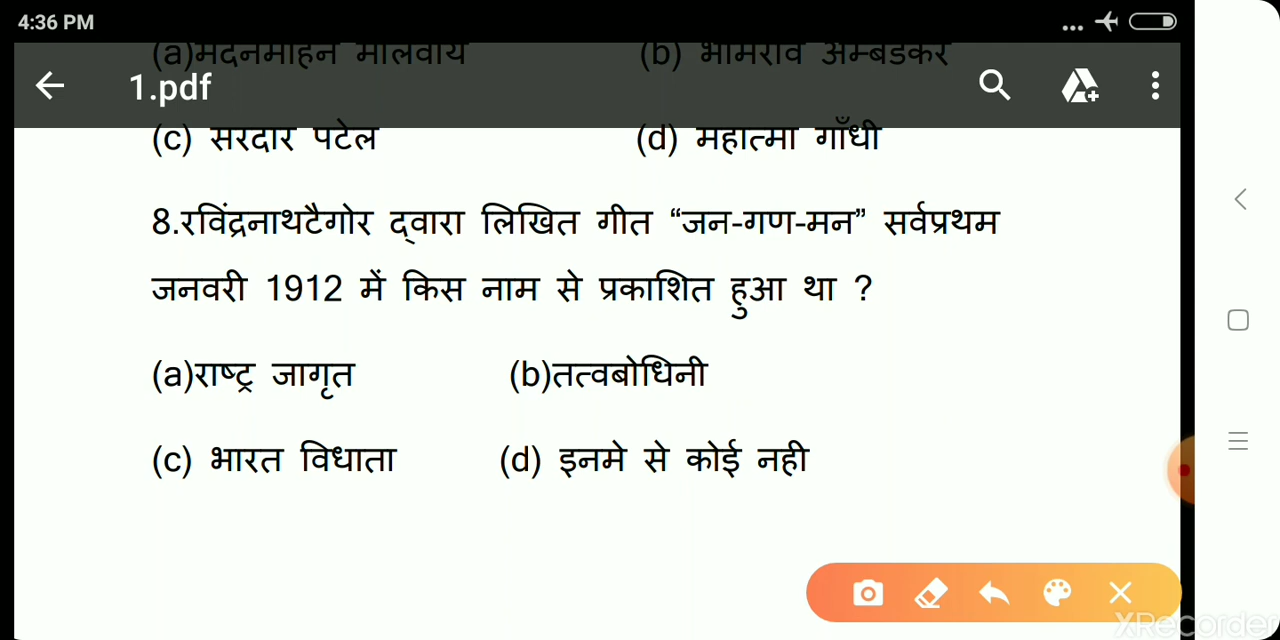 4:36 PM
(a)मदनमोहन मालवीय (b) भीमराव अम्बेडकर
1.pdf
(c) सरदार पटेल (d) महात्मा गाँधी
8.रविंद्रनाथटैगोर द्वारा लिखित गीत “जन-गण-मन” सर्वप्रथम
जनवरी 1912 में किस नाम से प्रकाशित हुआ था ?
(a)राष्ट्र जागृत (b)तत्वबोधिनी
(c) भारत विधाता (d) इनमे से कोई नही
XRecorder